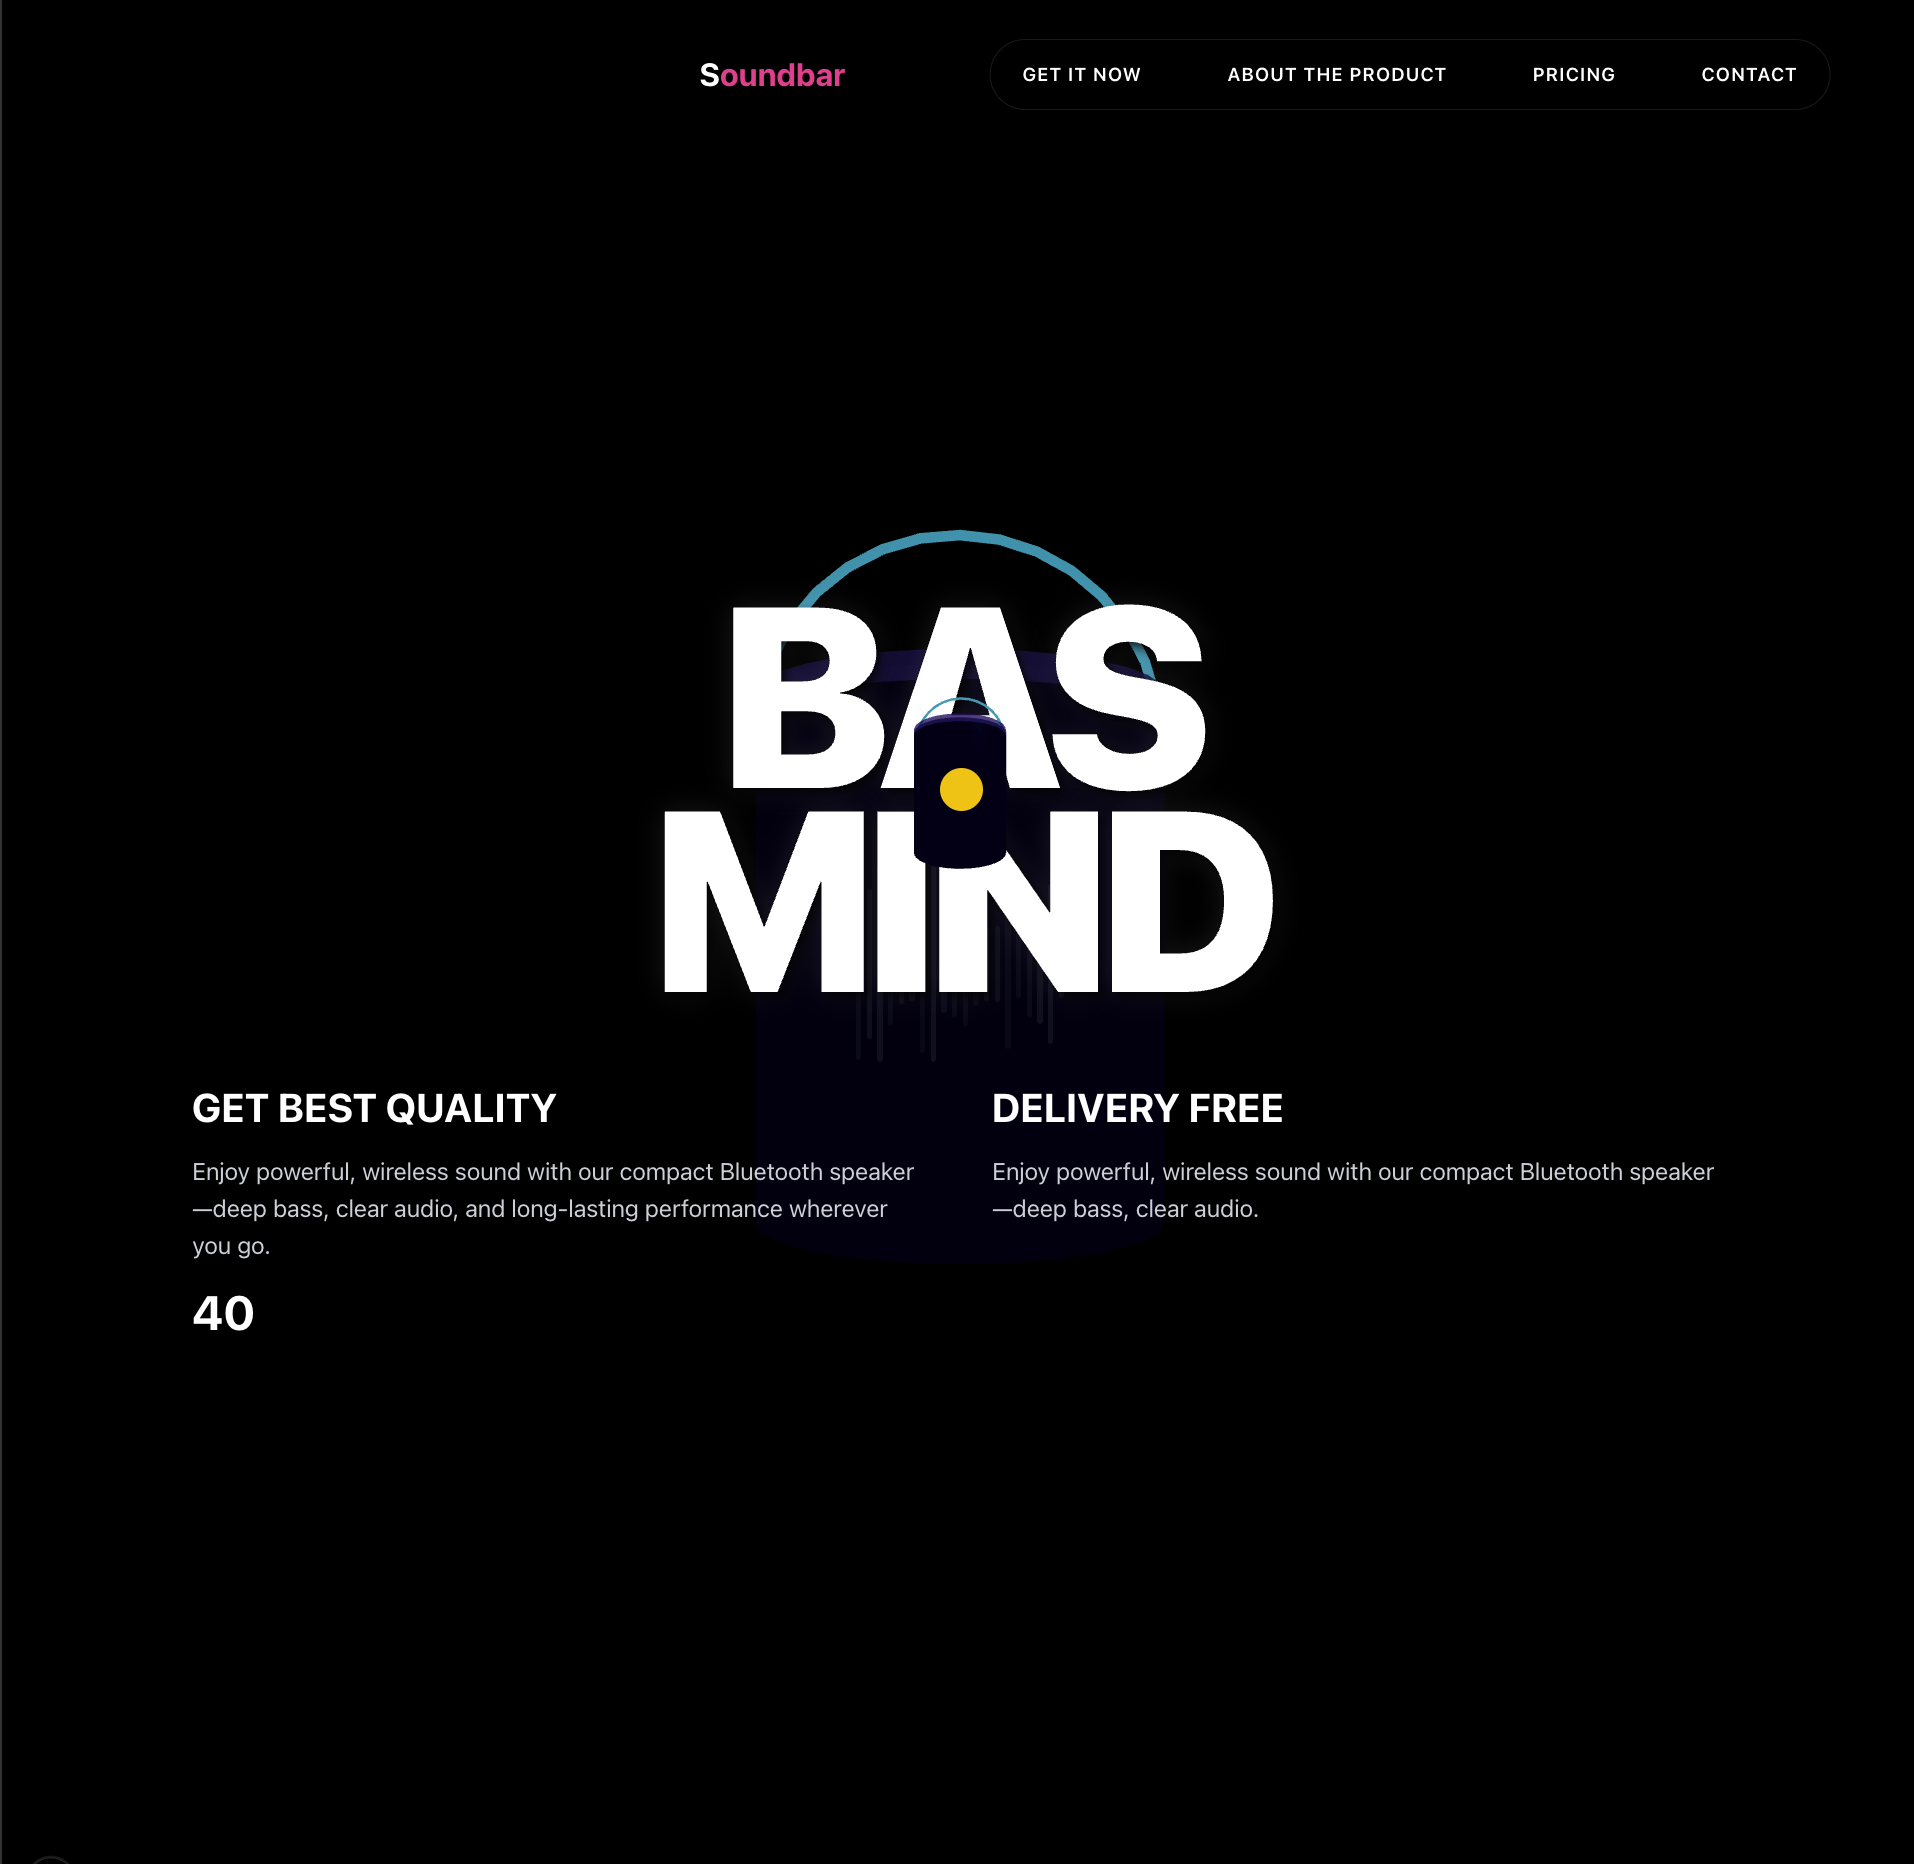 Soundbar
GET IT NOW
ABOUT THE PRODUCT
PRICING
CONTACT
BAS
MIND
GET BEST QUALITY
Enjoy powerful, wireless sound with our compact Bluetooth speaker
—deep bass, clear audio, and long-lasting performance wherever
you go.
40
DELIVERY FREE
Enjoy powerful, wireless sound with our compact Bluetooth speaker
—deep bass, clear audio.